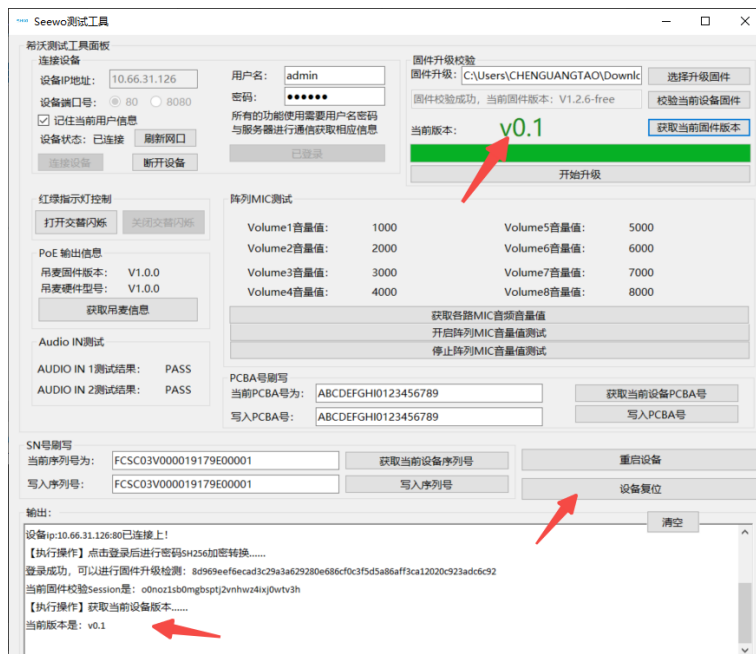 Seewo测试工具
希沃测试工具面板
连接设备
设备IP地址: 10.66.31.126
设备端口号: 80 8080
记住当前用户信息
设备状态: 已连接 刷新网口
连接设备 断开设备
用户名: admin
密码: ●●●●●●
所有的功能使用需要用户名密码
与服务器进行通信获取相应信息
已登录
固件升级校验
固件升级: C:\Users\CHENGUANGTAO\Downlc 选择升级固件
固件校验成功，当前固件版本: V1.2.6-free 校验当前设备固件
当前版本: v0.1 获取当前固件版本
开始升级
红绿指示灯控制
打开交替闪烁 关闭交替闪烁
PoE 输出信息
吊麦固件版本: V1.0.0
吊麦硬件型号: V1.0.0
获取吊麦信息
Audio IN测试
AUDIO IN 1测试结果: PASS
AUDIO IN 2测试结果: PASS
阵列MIC测试
Volume1音量值: 1000 Volume5音量值: 5000
Volume2音量值: 2000 Volume6音量值: 6000
Volume3音量值: 3000 Volume7音量值: 7000
Volume4音量值: 4000 Volume8音量值: 8000
获取各路MIC音频音量值
开启阵列MIC音量值测试
停止阵列MIC音量值测试
PCBA号刷写
当前PCBA号为: ABCDEFGHI0123456789 获取当前设备PCBA号
写入PCBA号: ABCDEFGHI0123456789 写入PCBA号
SN号刷写
当前序列号为: FCSC03V000019179E00001 获取当前设备序列号
写入序列号: FCSC03V000019179E00001 写入序列号
重启设备
设备复位
输出: 清空
设备ip:10.66.31.126:80已连接上！
【执行操作】点击登录后进行密码SH256加密转换......
登录成功，可以进行固件升级检测: 8d969eef6ecad3c29a3a629280e686cf0c3f5d5a86aff3ca12020c923adc6c92
当前固件校验Session是: o0noz1sb0mgbsptj2vnhwz4ixj0wtv3h
【执行操作】获取当前设备版本......
当前版本是: v0.1